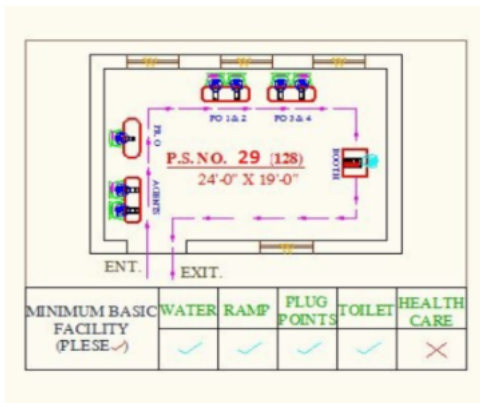 W W W
PO 1 & 2 PO 3 & 4
PR. O
P.S. NO. 29 (128)
24'-0" X 19'-0"
BOOTH
AGENTS
W
ENT. EXIT.
MINIMUM BASIC FACILITY (PLESE ✓) WATER RAMP PLUG POINTS TOILET HEALTH CARE
✓ ✓ ✓ ✓ ✗